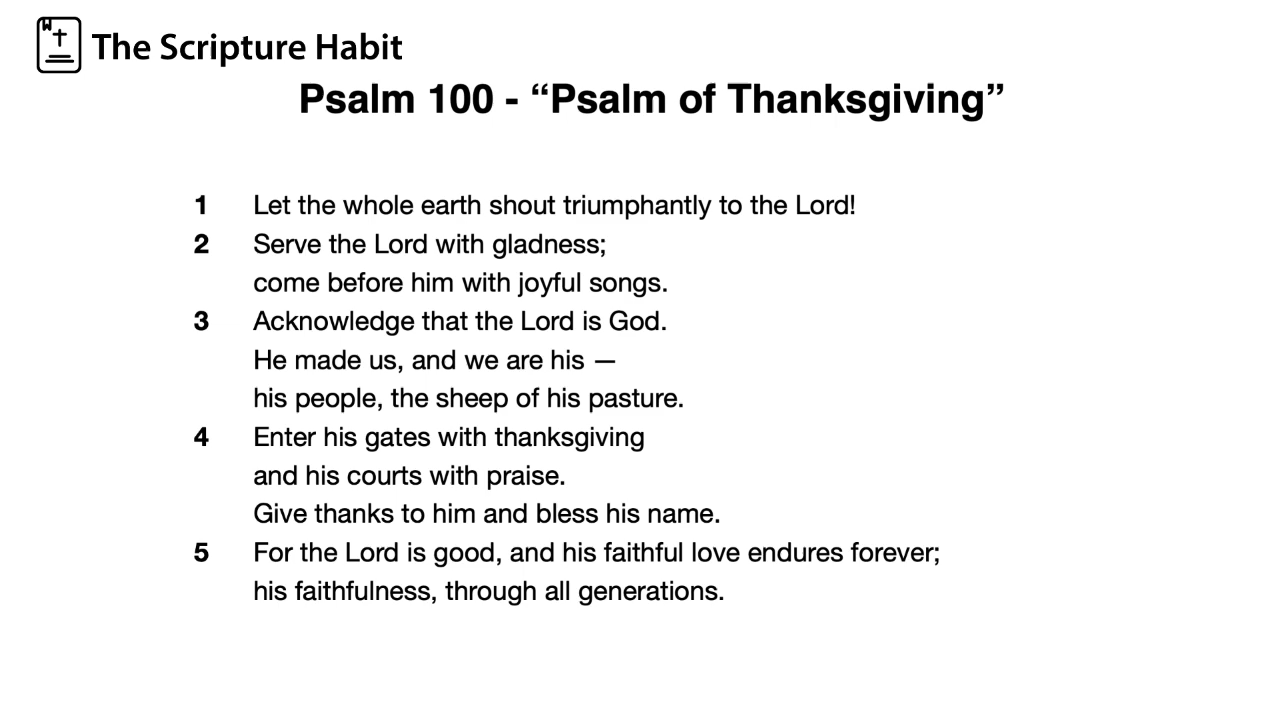 The Scripture Habit
Psalm 100 - “Psalm of Thanksgiving”
1 Let the whole earth shout triumphantly to the Lord!
2 Serve the Lord with gladness;
come before him with joyful songs.
3 Acknowledge that the Lord is God.
He made us, and we are his —
his people, the sheep of his pasture.
4 Enter his gates with thanksgiving
and his courts with praise.
Give thanks to him and bless his name.
5 For the Lord is good, and his faithful love endures forever;
his faithfulness, through all generations.